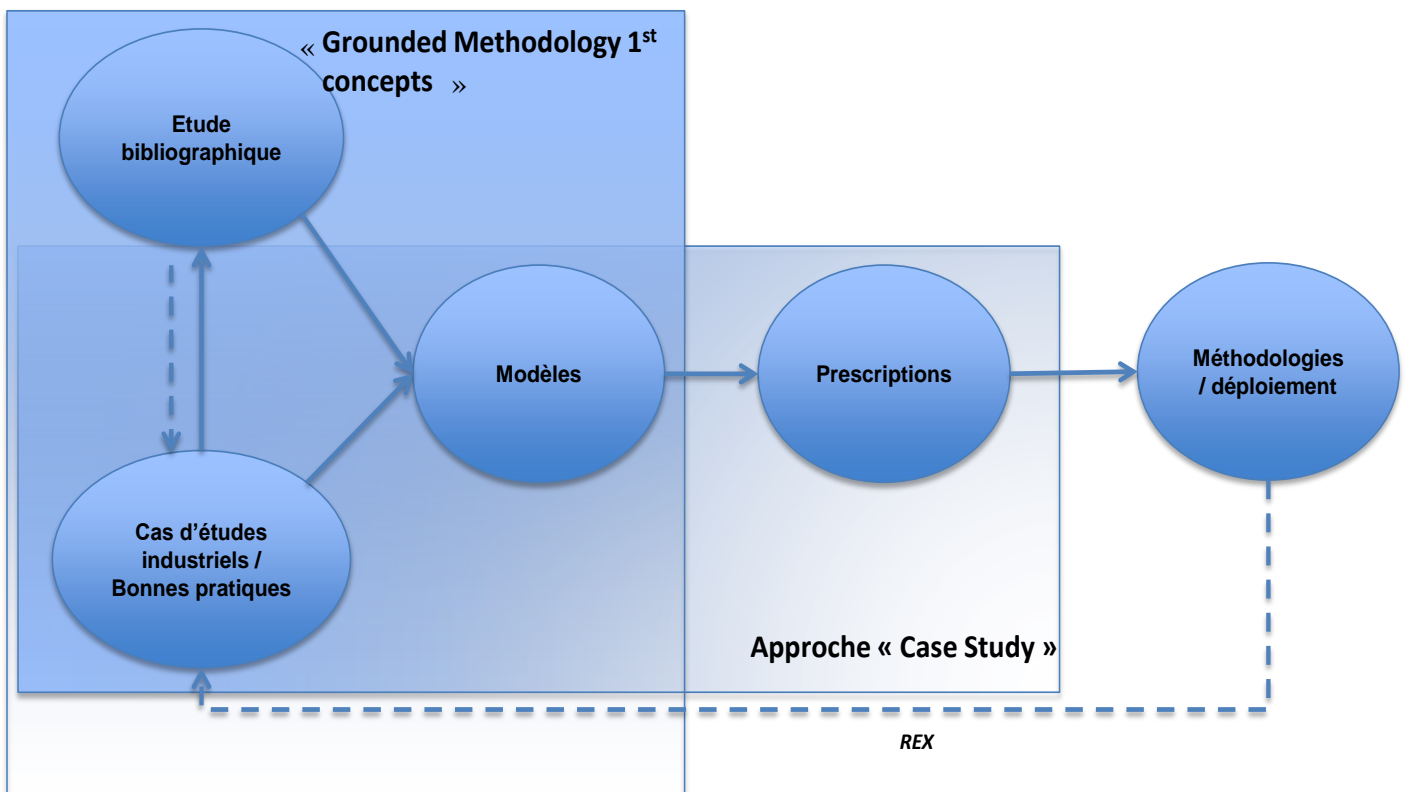 « Grounded Methodology 1st
concepts »
Etude
bibliographique
Modèles
Prescriptions
Méthodologies
/ déploiement
Cas d’études
industriels /
Bonnes pratiques
Approche « Case Study »
REX